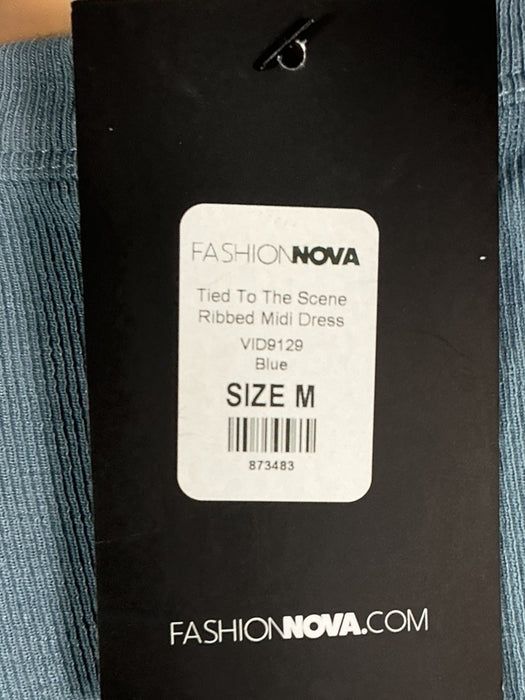 FASHIONNOVA
Tied To The Scene
Ribbed Midi Dress
VID9129
Blue
SIZE M
873483
FASHIONNOVA.COM